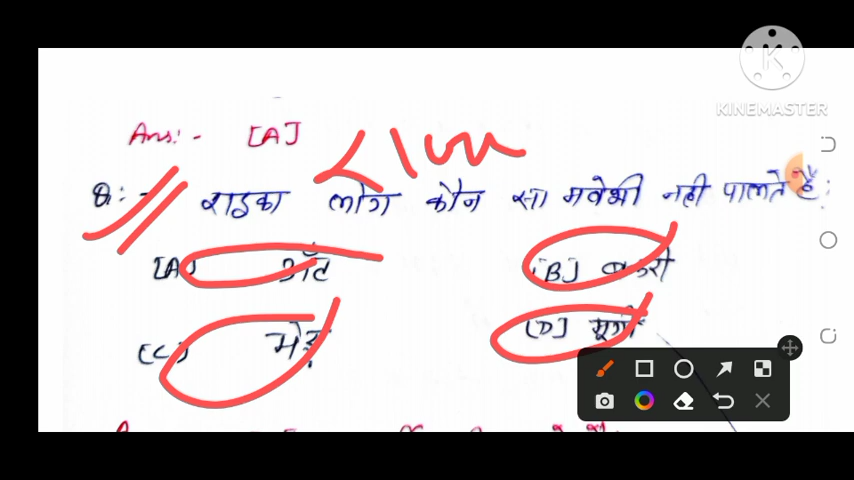 KINEMASTER
Ans:- [A]
राज
Q:- राइका लोग कौन सा मवेशी नही पालते है :
[A] ऊँट [B] बकरी
[C] भेड़ [D] मूर्गी